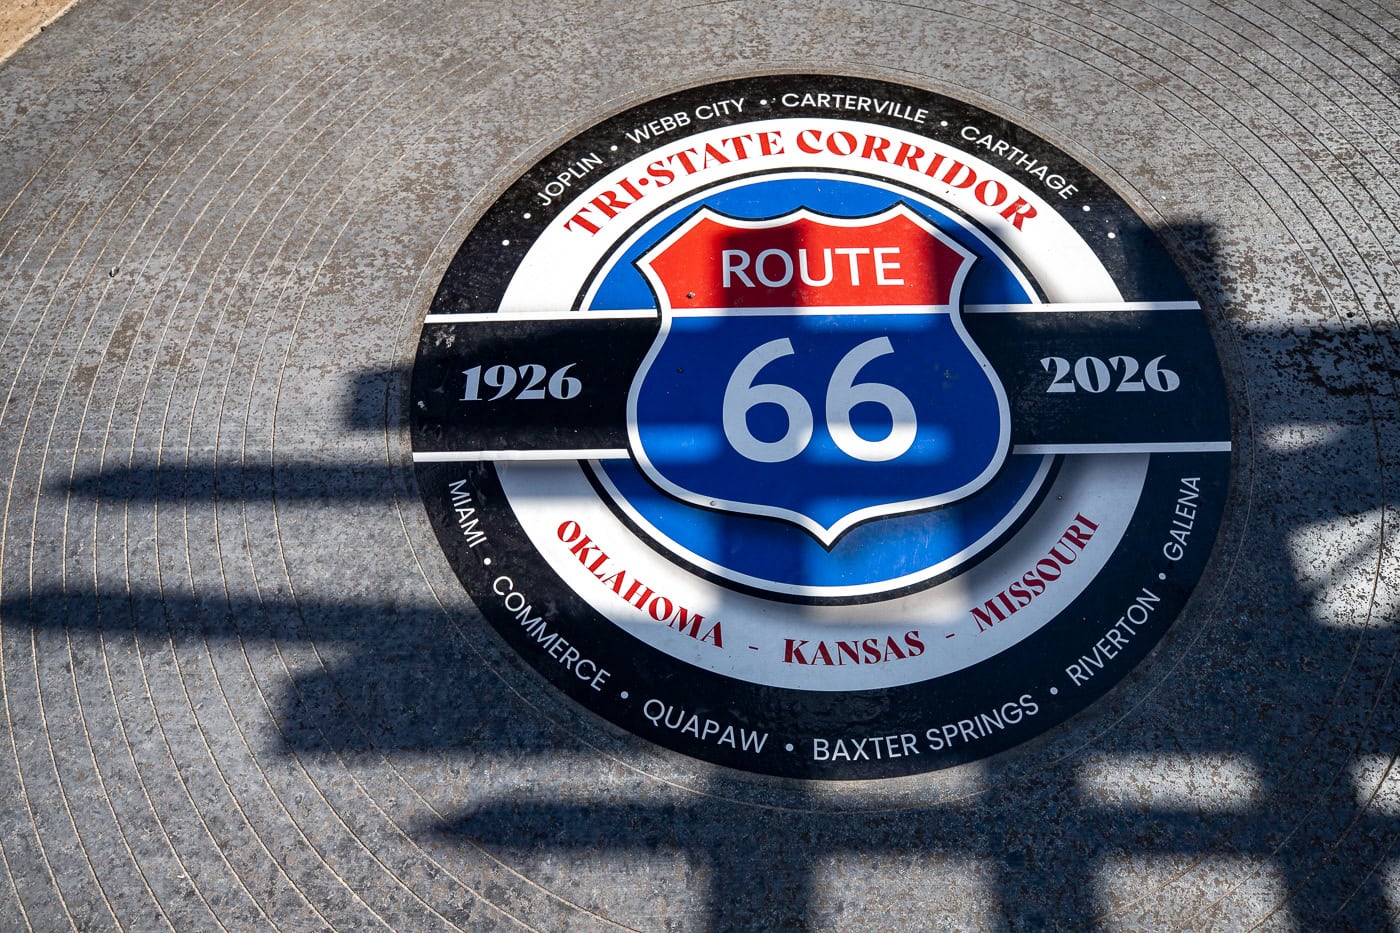 JOPLIN • WEBB CITY • CARTERVILLE • CARTHAGE
TRI•STATE CORRIDOR
ROUTE
66
1926
2026
OKLAHOMA - KANSAS - MISSOURI
MIAMI • COMMERCE • QUAPAW • BAXTER SPRINGS • RIVERTON • GALENA